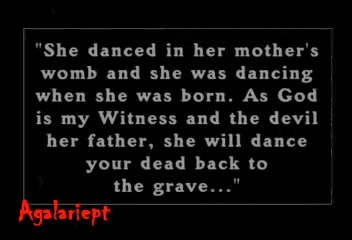 "She danced in her mother's
womb and she was dancing
when she was born. As God
is my Witness and the devil
her father, she will dance
your dead back to
the grave..."
Agalariept